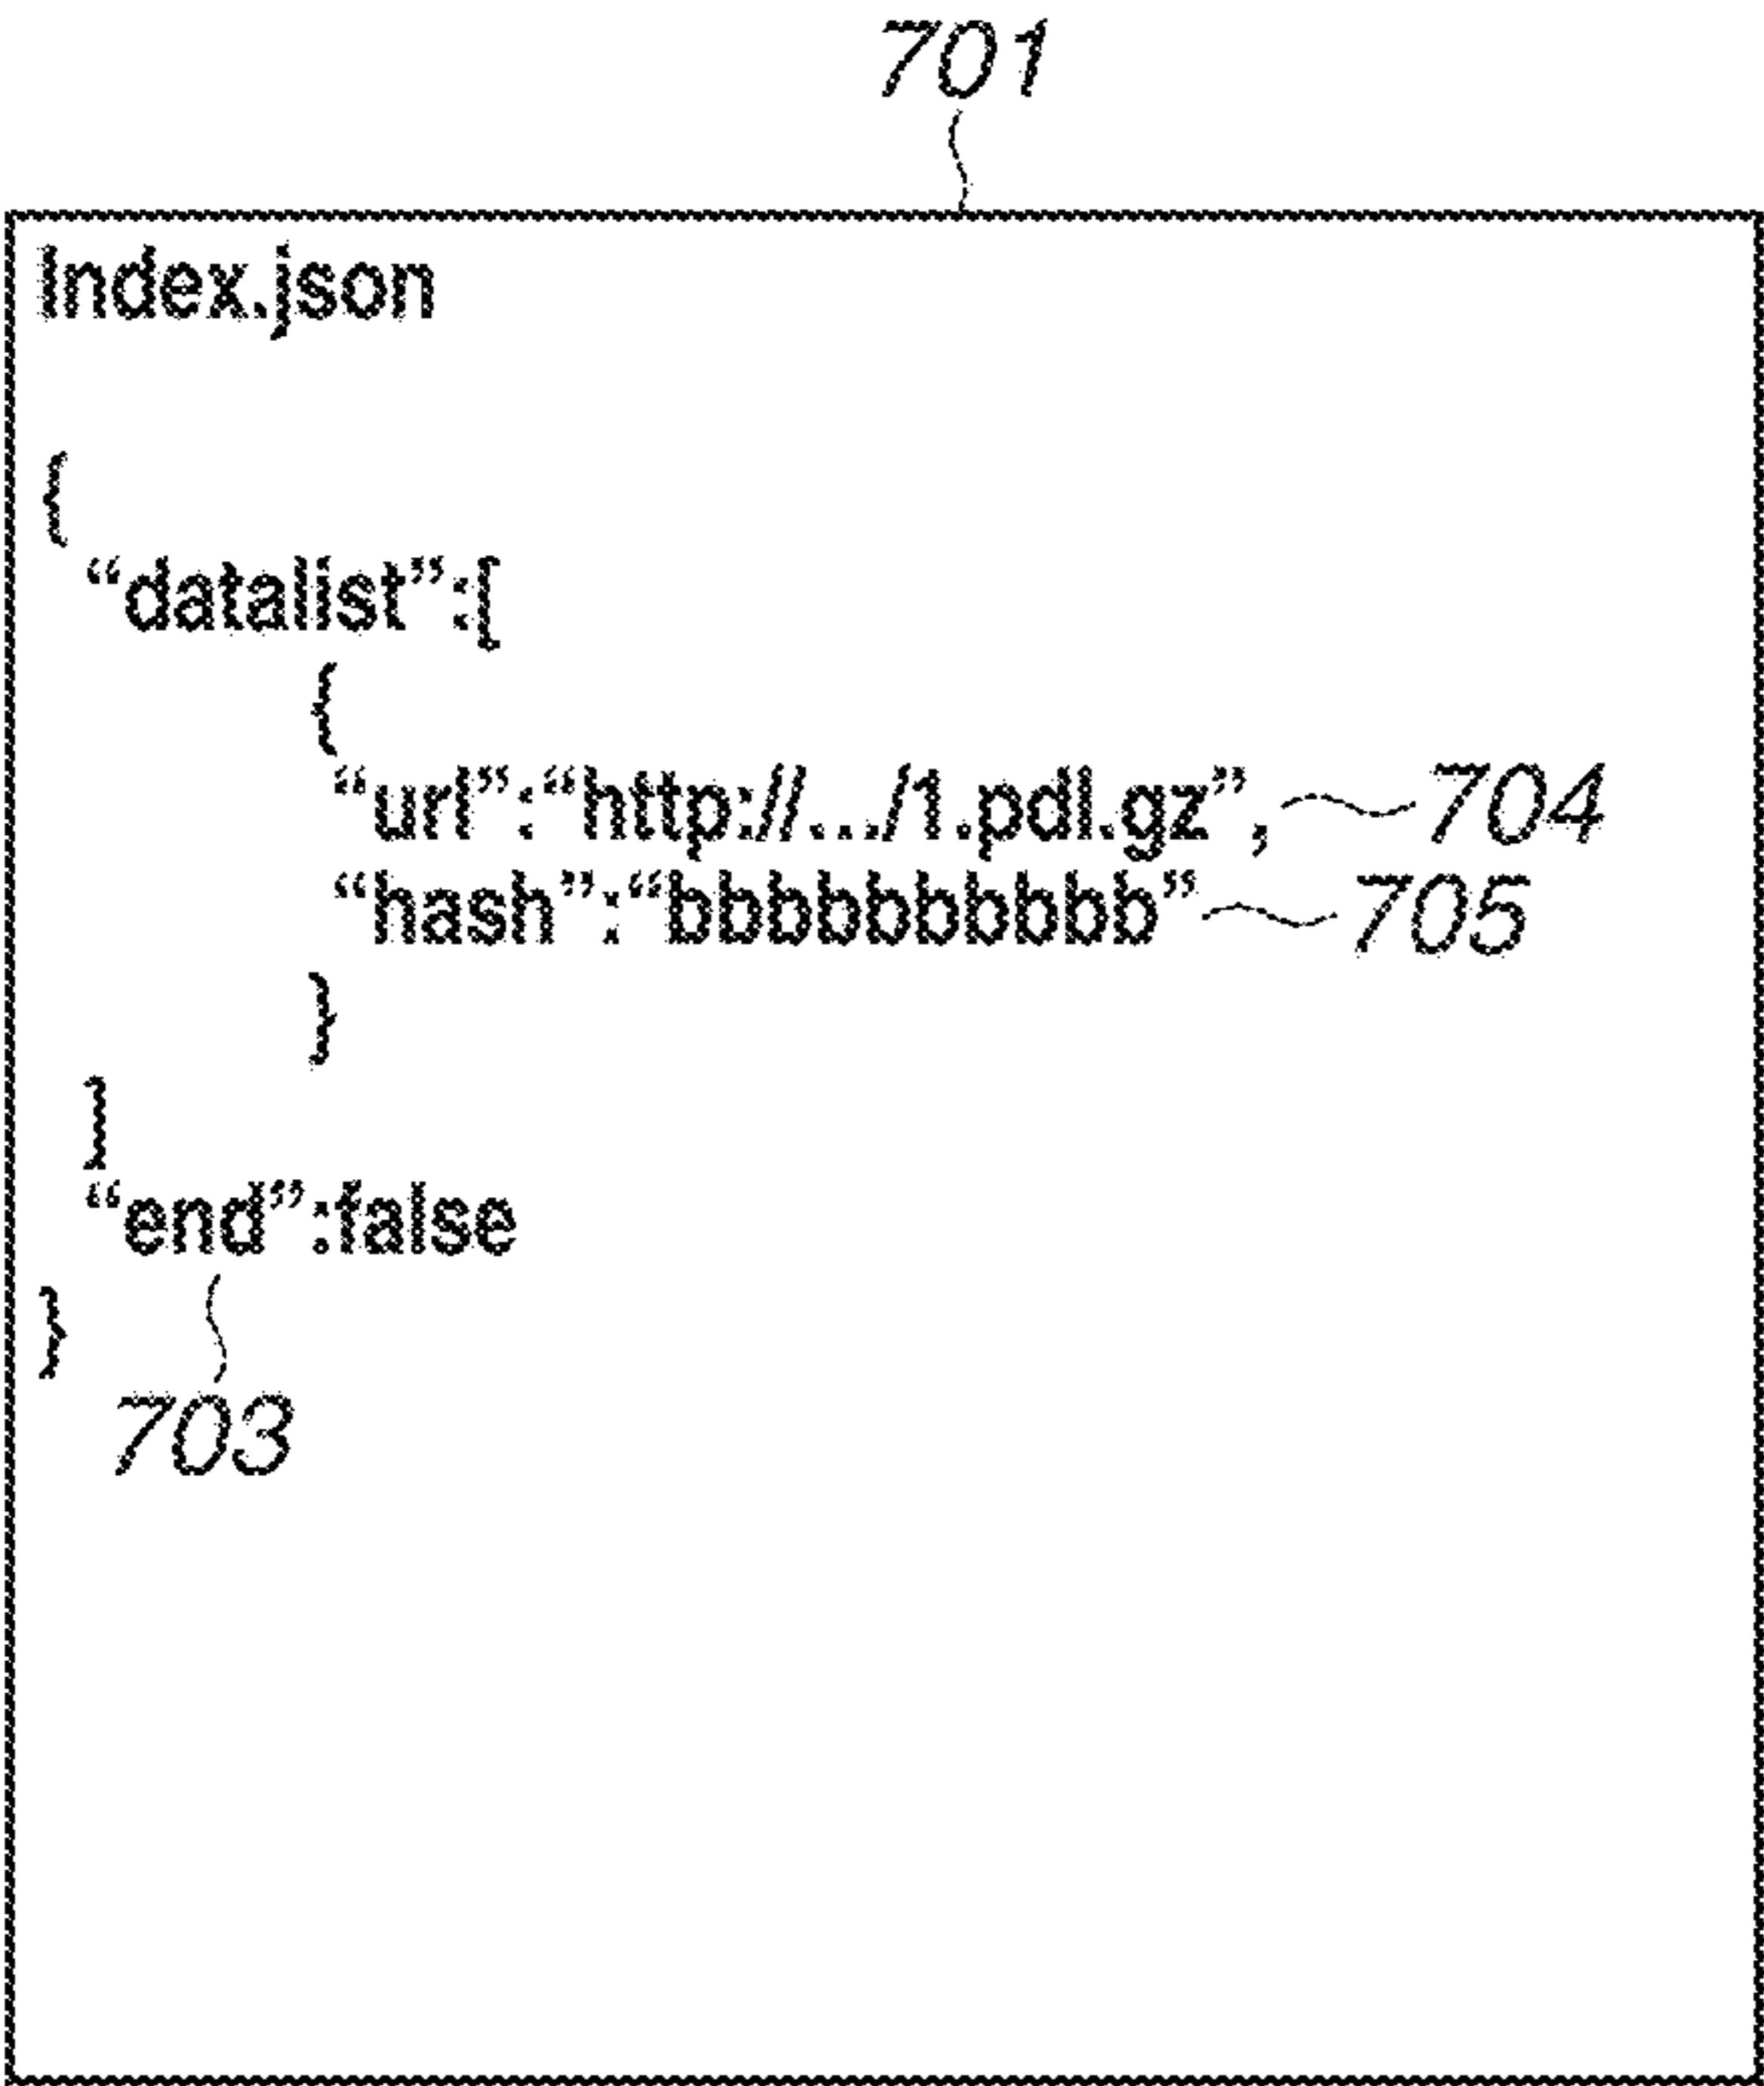 701
Index.json
{
“datalist”:[
{
“url”:“http://.../1.pdl.gz”, 704
“hash”:“bbbbbbbbbb” 705
}
]
“end”:false
}
703